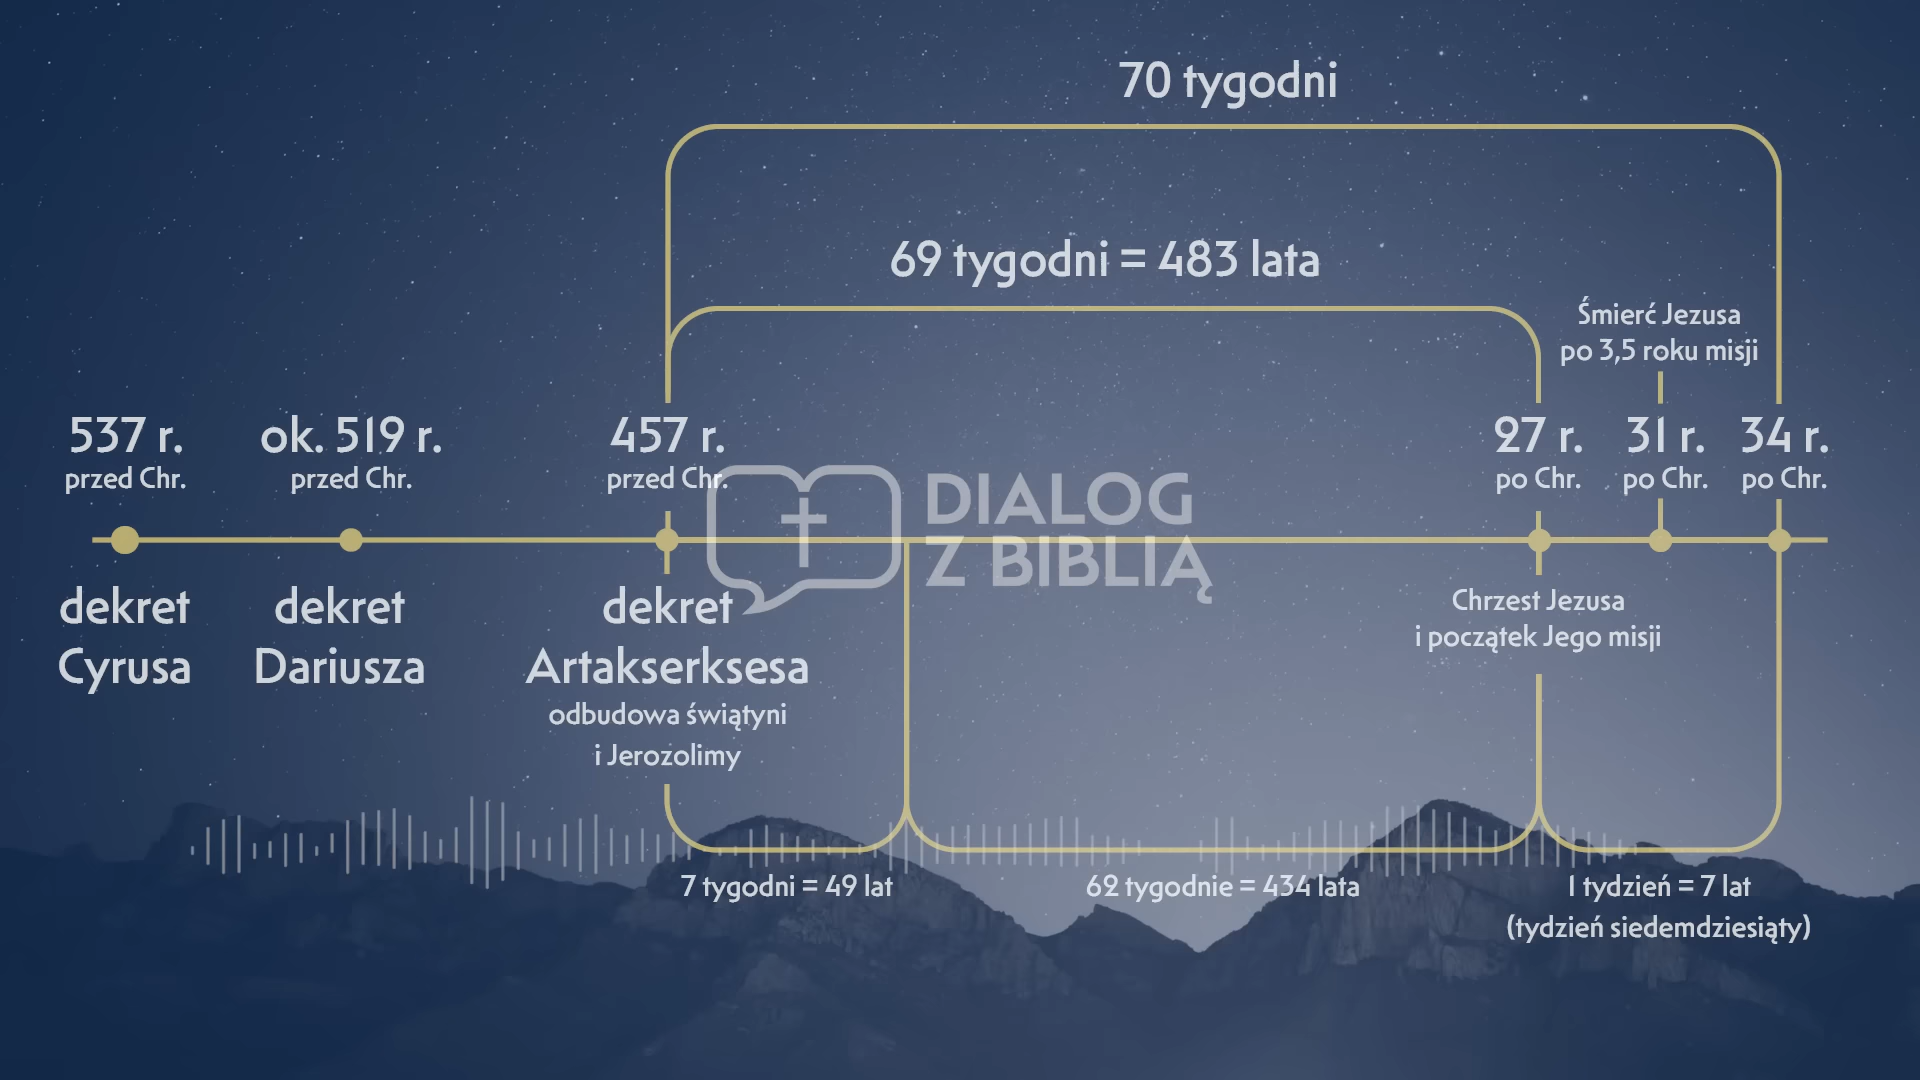 70 tygodni
69 tygodni = 483 lata
Śmierć Jezusa
po 3,5 roku misji
537 r.
przed Chr.
ok. 519 r.
przed Chr.
457 r.
przed Chr.
27 r.
po Chr.
31 r.
po Chr.
34 r.
po Chr.
DIALOG
Z BIBLIĄ
dekret
Cyrusa
dekret
Dariusza
dekret
Artakserksesa
odbudowa świątyni
i Jerozolimy
Chrzest Jezusa
i początek Jego misji
7 tygodni = 49 lat
62 tygodnie = 434 lata
1 tydzień = 7 lat
(tydzień siedemdziesiąty)